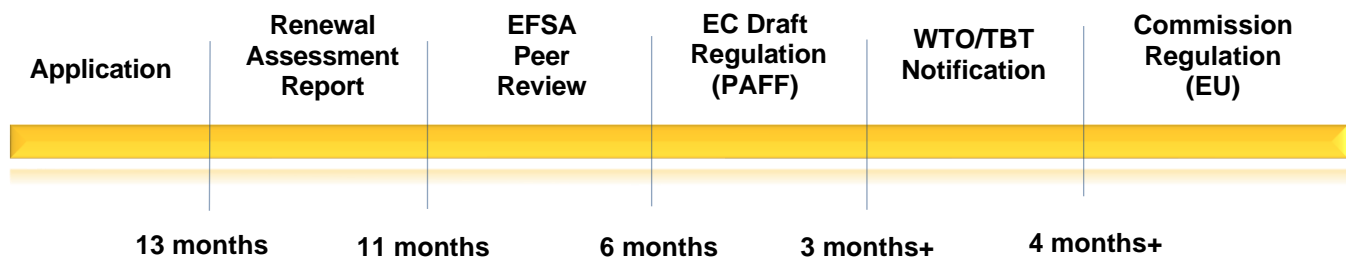 Application
Renewal
Assessment
Report
EFSA
Peer
Review
EC Draft
Regulation
(PAFF)
WTO/TBT
Notification
Commission
Regulation
(EU)
13 months
11 months
6 months
3 months+
4 months+